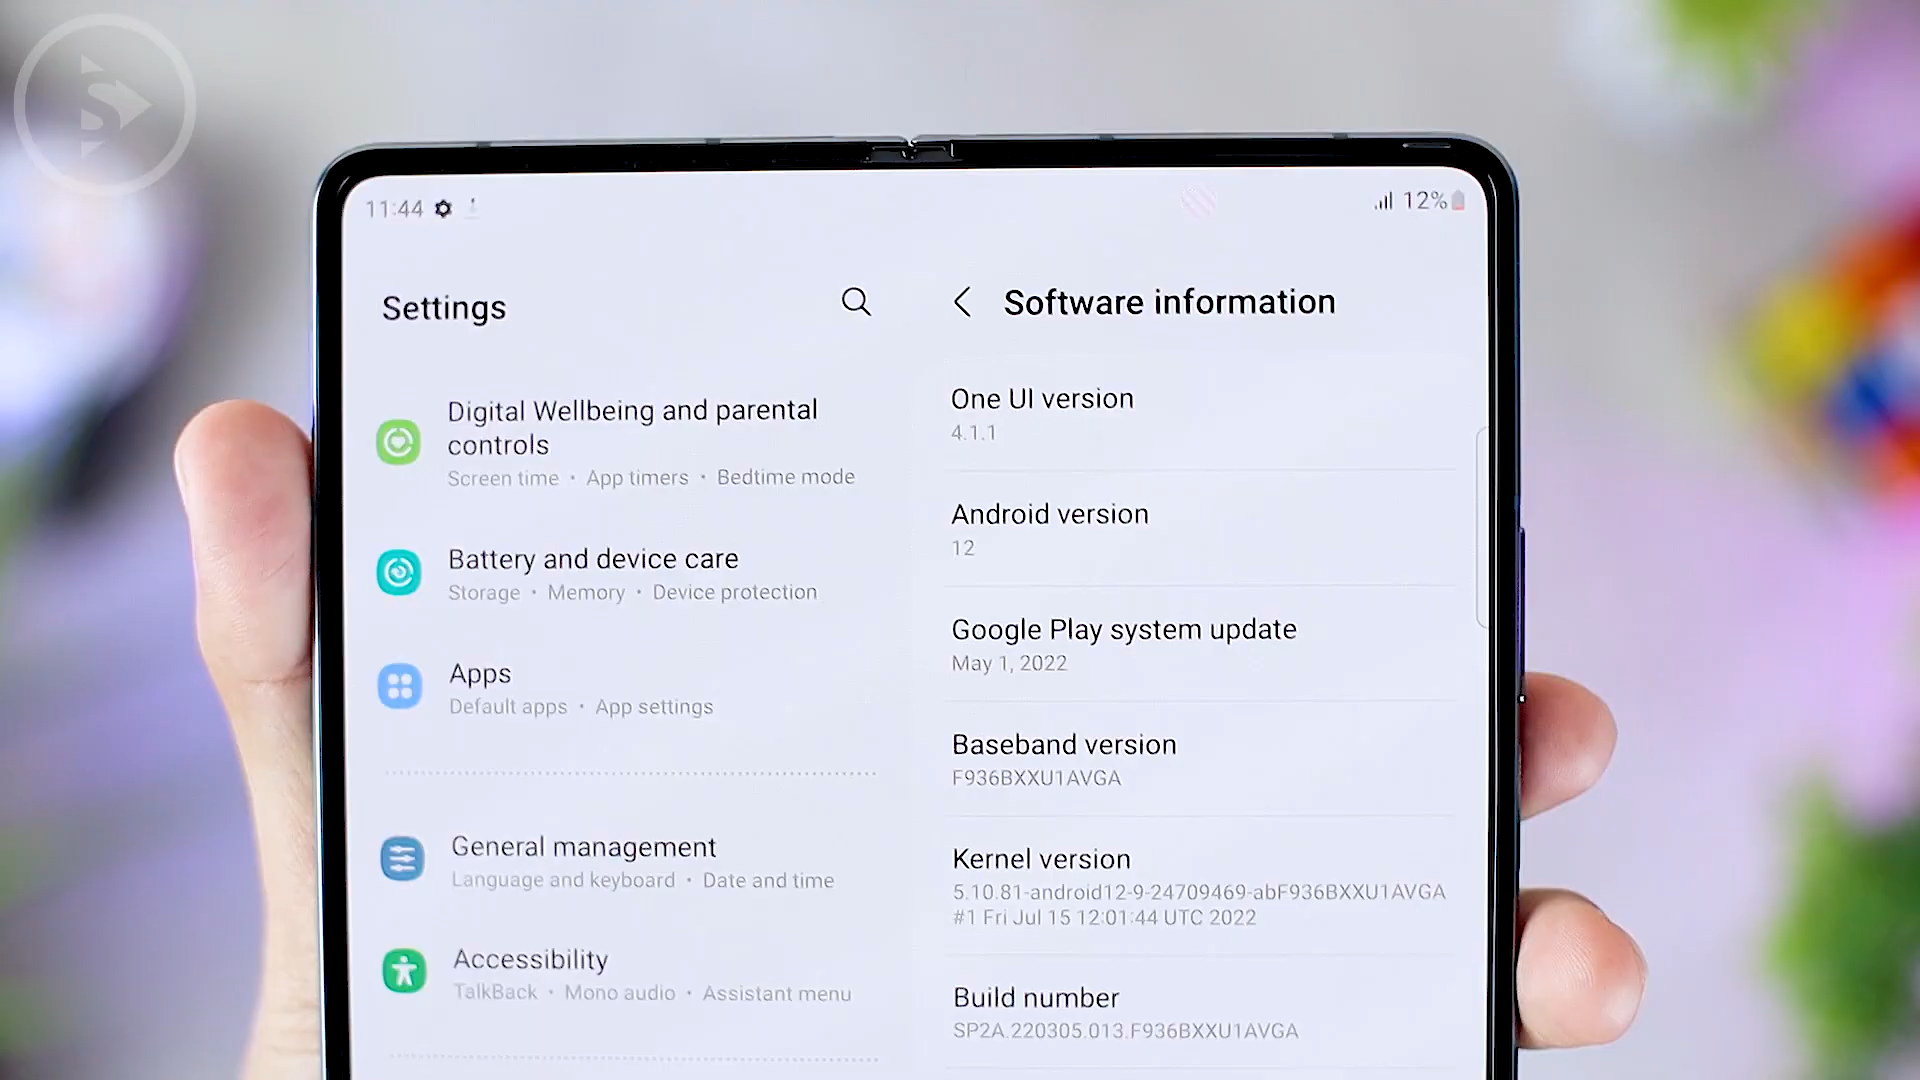 11:44
12%
Settings
Digital Wellbeing and parental
controls
Screen time • App timers • Bedtime mode
Battery and device care
Storage • Memory • Device protection
Apps
Default apps • App settings
General management
Language and keyboard • Date and time
Accessibility
TalkBack • Mono audio • Assistant menu
Software information
One UI version
4.1.1
Android version
12
Google Play system update
May 1, 2022
Baseband version
F936BXXU1AVGA
Kernel version
5.10.81-android12-9-24709469-abF936BXXU1AVGA
#1 Fri Jul 15 12:01:44 UTC 2022
Build number
SP2A.220305.013.F936BXXU1AVGA
S